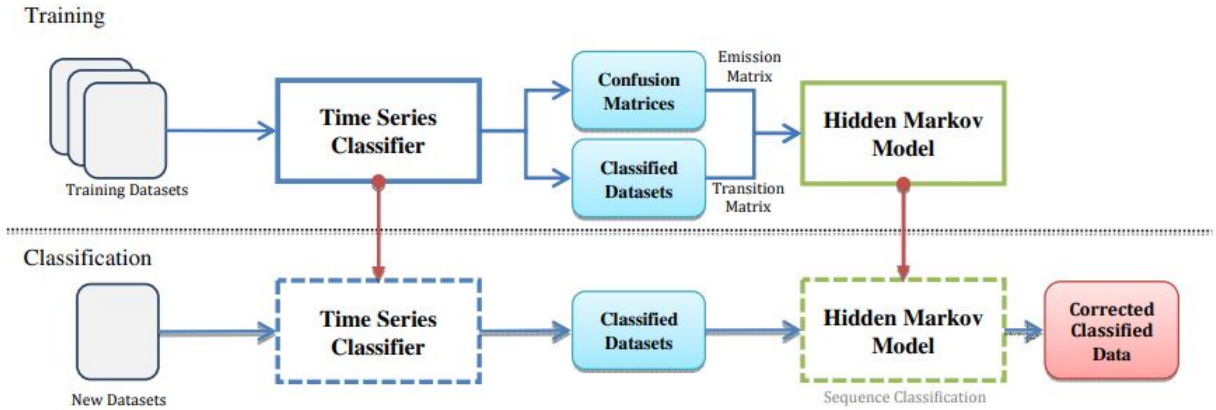 Training
Training Datasets
Time Series
Classifier
Confusion
Matrices
Classified
Datasets
Emission
Matrix
Transition
Matrix
Hidden Markov
Model
Classification
New Datasets
Time Series
Classifier
Classified
Datasets
Hidden Markov
Model
Sequence Classification
Corrected
Classified
Data